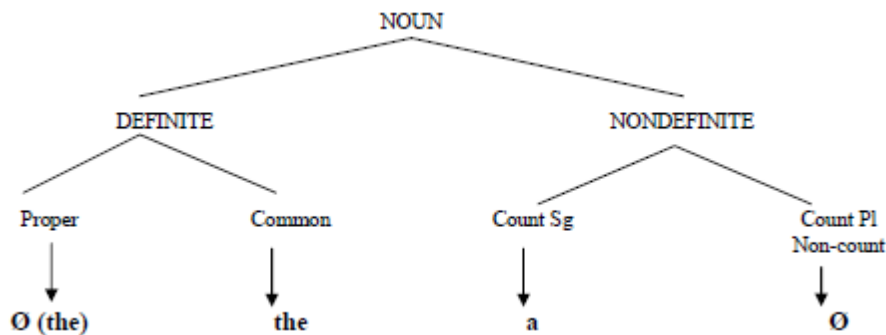 NOUN
DEFINITE NONDEFINITE
Proper Common Count Sg Count Pl
Non-count
Ø (the) the a Ø